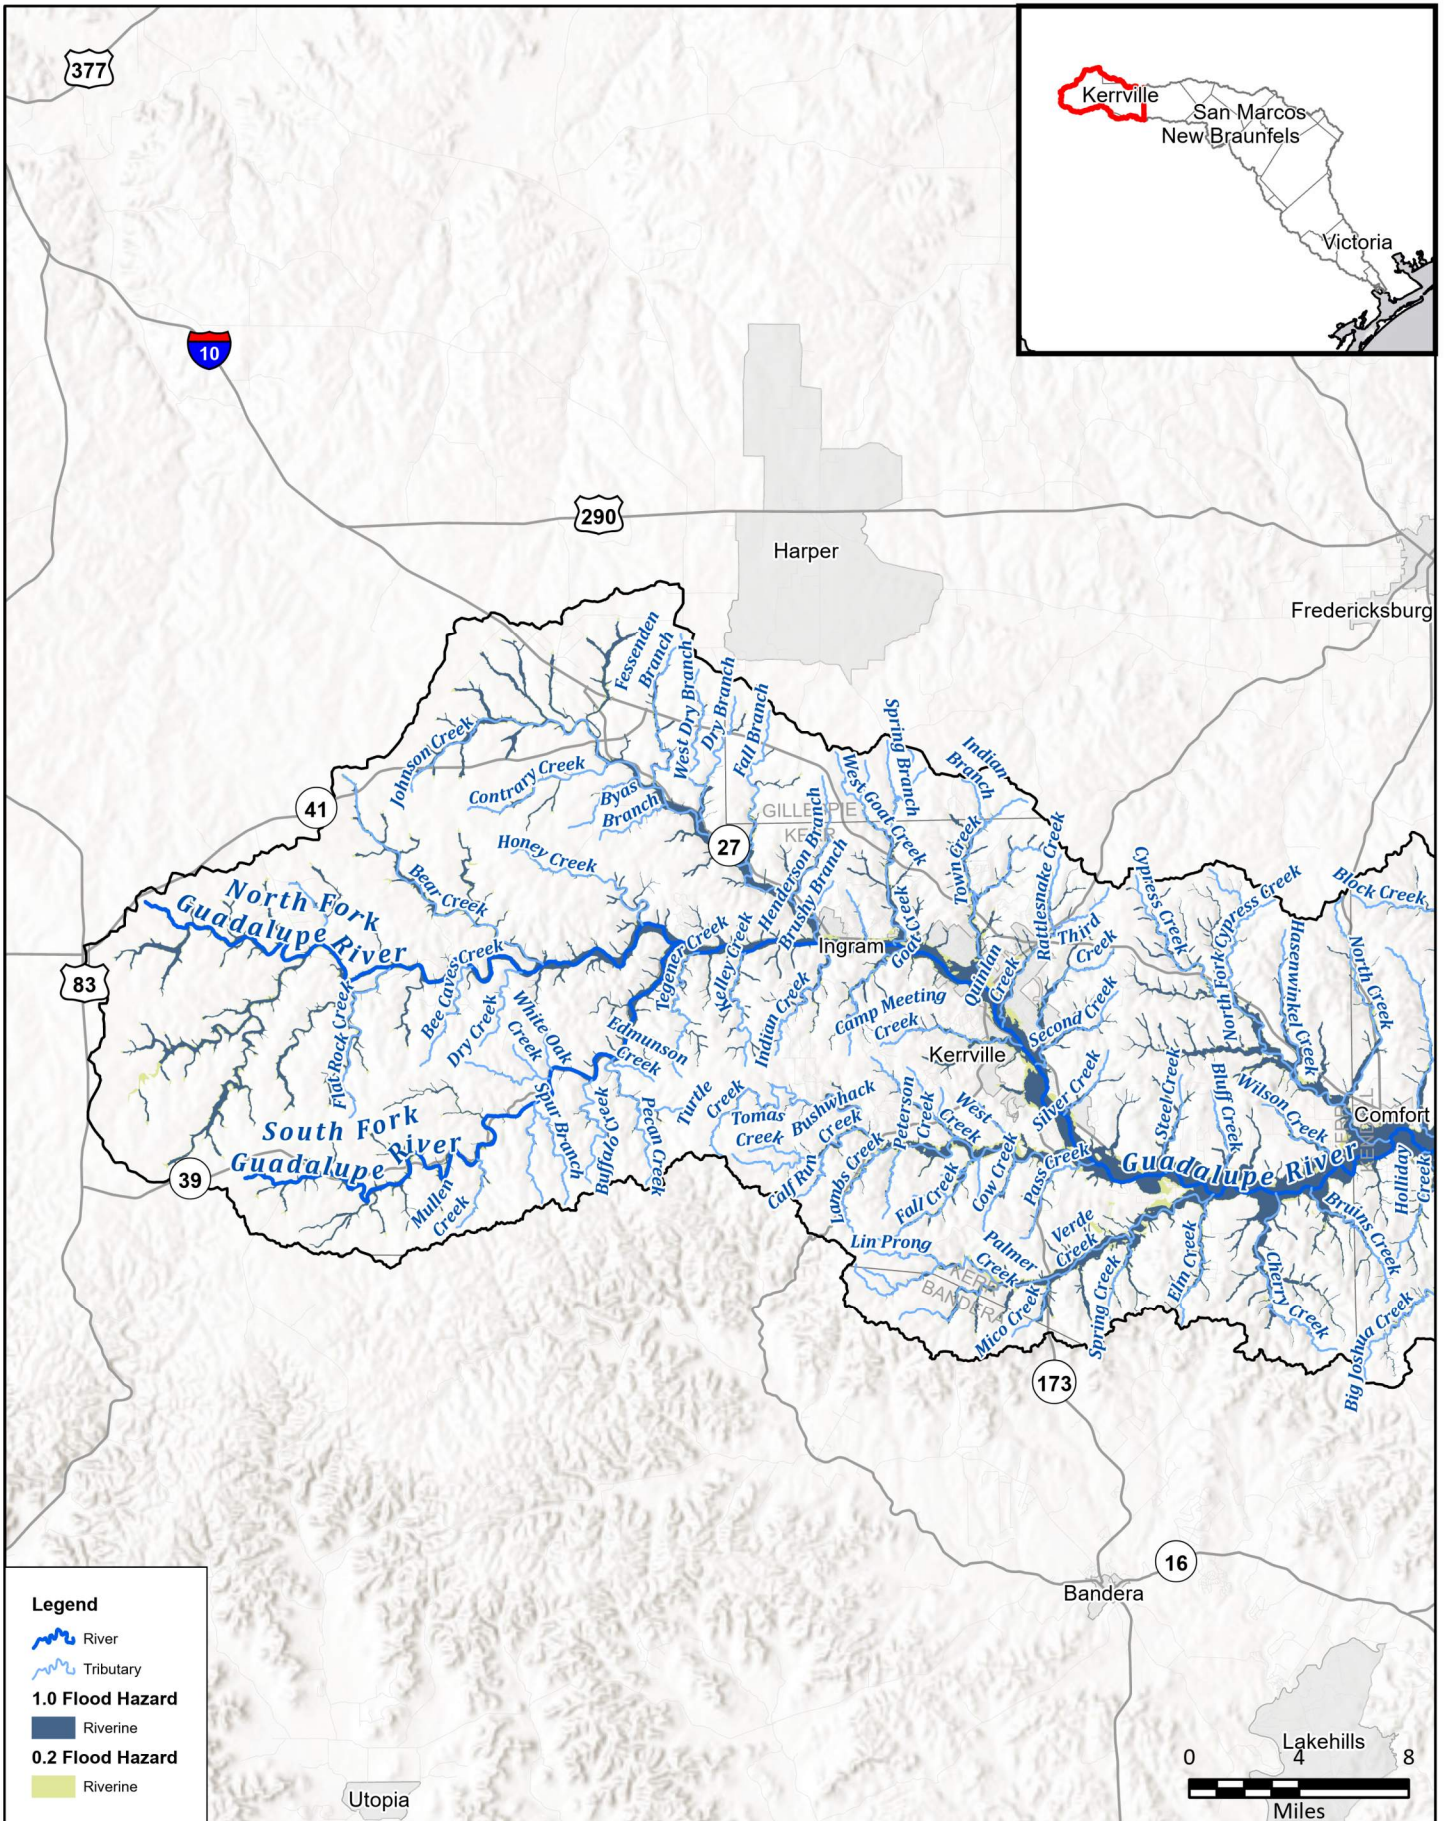 377
Kerrville
San Marcos
New Braunfels
Victoria
10
290
Harper
Fredericksburg
Fessenden
Branch
West Dry Branch
Dry Branch
Fall Branch
Spring Branch
Indian
Branch
Johnson Creek
Contrary Creek
Byas
Branch
West Goat Creek
41
GILLESPIE
KERR
27
Honey Creek
Henderson Branch
Brushy Branch
Town Creek
Rattlesnake Creek
Cypress Creek
North Fork Cypress Creek
Block Creek
Bear Creek
North Fork
Guadalupe River
Third
Creek
Hasenwinkel Creek
North Creek
Bee Caves Creek
Tegener Creek
Kelley Creek
Ingram
Goat Creek
Quinlan
Creek
83
Flat Rock Creek
Dry Creek
White Oak
Creek
Edmunson
Creek
Indian Creek
Camp Meeting
Creek
Second Creek
Kerrville
Silver Creek
Steel Creek
Bluff Creek
Wilson Creek
KERR
KENDALL
Comfort
South Fork
Guadalupe River
Spur Branch
Buffalo Creek
Pecan Creek
Turtle
Creek
Tomas
Creek
Bushwhack
Creek
Peterson
Creek
West
Creek
39
Mullen
Creek
Calf Run
Lambs Creek
Fall Creek
Cow Creek
Pass Creek
Guadalupe River
Holliday
Creek
Bruins Creek
Lin Prong
Palmer
Creek
Verde
Creek
Elm Creek
Cherry Creek
KERR
BANDERA
Mico Creek
Spring Creek
Big Joshua Creek
173
16
Bandera
Legend
River
Tributary
1.0 Flood Hazard
Riverine
0.2 Flood Hazard
Riverine
Utopia
Lakehills
0 4 8
Miles